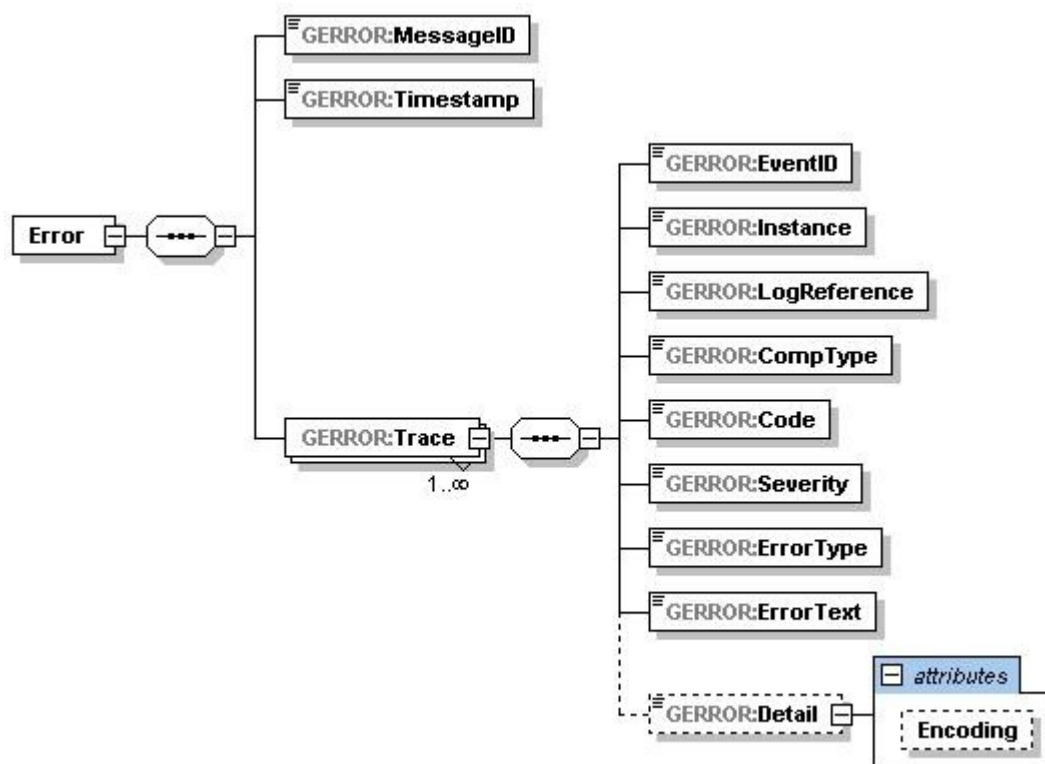 GERROR:MessageID
GERROR:Timestamp
Error
GERROR:Trace
1..∞
GERROR:EventID
GERROR:Instance
GERROR:LogReference
GERROR:CompType
GERROR:Code
GERROR:Severity
GERROR:ErrorType
GERROR:ErrorText
GERROR:Detail
attributes
Encoding